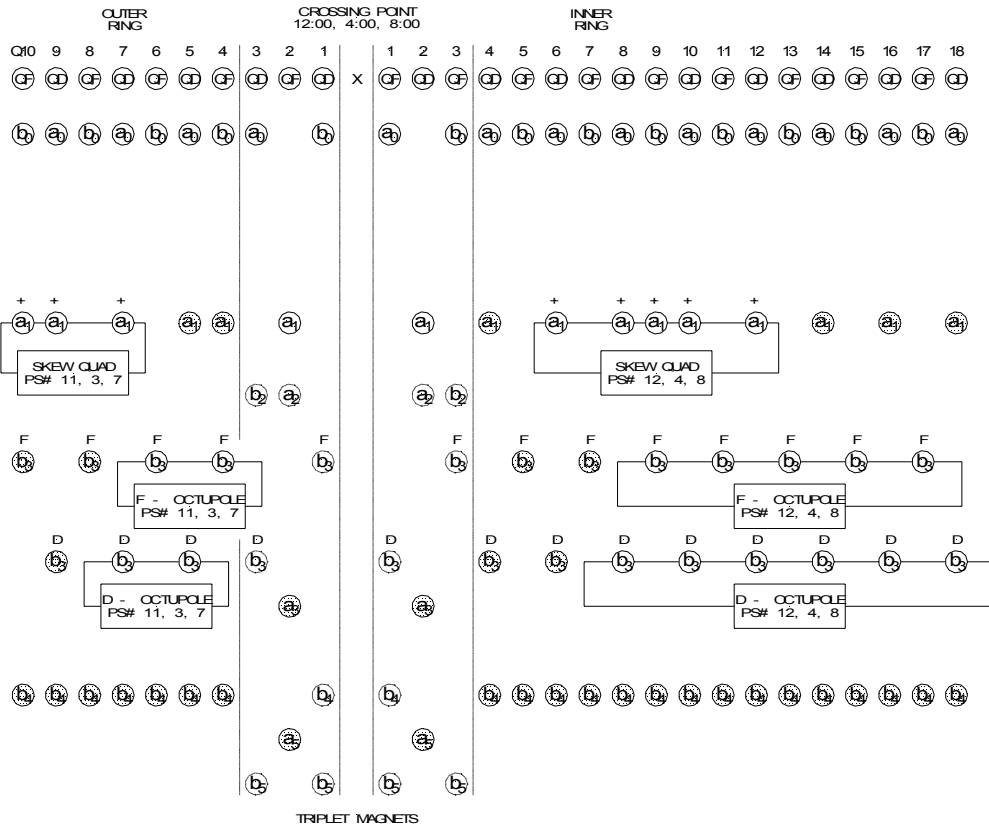 OUTER RING
CROSSING POINT
12:00, 4:00, 8:00
INNER RING
Q10 9 8 7 6 5 4 3 2 1 1 2 3 4 5 6 7 8 9 10 11 12 13 14 15 16 17 18
QF QD QF QD QF QD QF QD QF QD X QF QD QF QD QF QD QF QD QF QD QF QD QF QD QF QD QF QD
b0 a0 b0 a0 b0 a0 b0 a0 b0 a0 b0 a0 b0 a0 b0 a0 b0 a0 b0 a0 b0 a0 b0 a0 b0 a0
+ + + + + + + +
a1 a1 a1 a1 a1 a1 a1 a1 a1 a1 a1 a1 a1 a1 a1 a1
SKEW QUAD
PS# 11, 3, 7
SKEW QUAD
PS# 12, 4, 8
b2 a2 a2 b2
F F F F F F F F F F F F F
b3 b3 b3 b3 b3 b3 b3 b3 b3 b3 b3 b3 b3
F - OCTUPOLE
PS# 11, 3, 7
F - OCTUPOLE
PS# 12, 4, 8
D D D D D D D D D D D D D
b3 b3 b3 b3 b3 b3 b3 b3 b3 b3 b3 b3 b3
D - OCTUPOLE
PS# 11, 3, 7
D - OCTUPOLE
PS# 12, 4, 8
a3 a3
b4 b4 b4 b4 b4 b4 b4 b4 b4 b4 b4 b4 b4 b4 b4 b4 b4 b4 b4 b4 b4 b4 b4 b4
a5 a5
b5 b5 b5 b5
TRIPLET MAGNETS